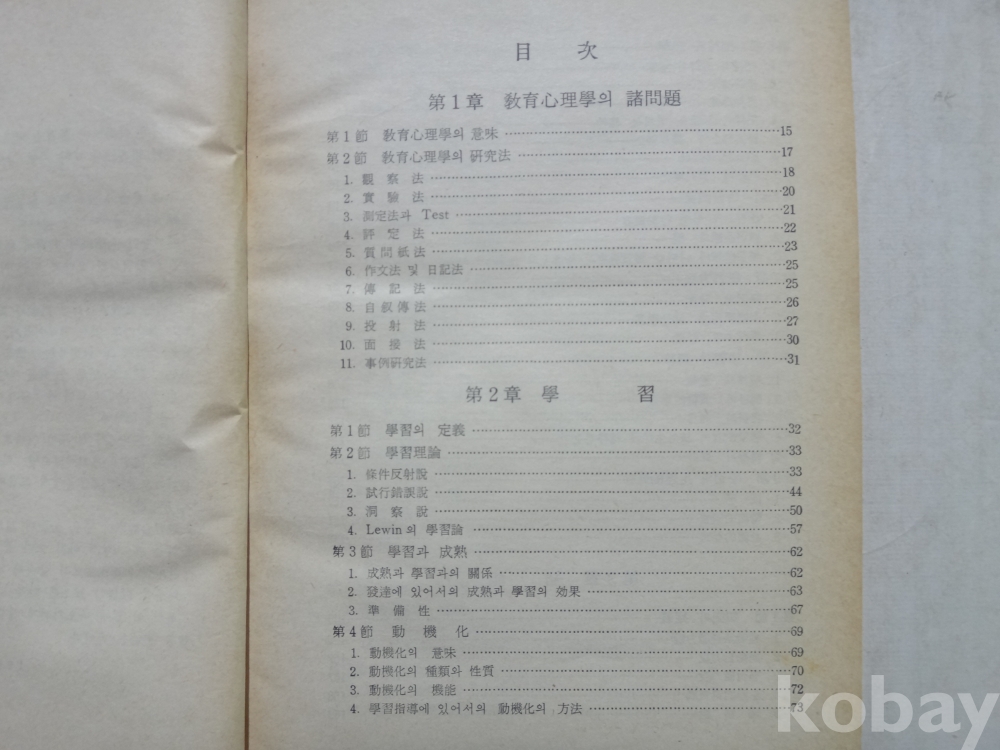 目 次
第1章 敎育心理學의 諸問題
第1節 敎育心理學의 意味 ……15
第2節 敎育心理學의 硏究法 ……17
1. 觀察法 ……18
2. 實驗法 ……20
3. 測定法과 Test ……21
4. 評定法 ……22
5. 質問紙法 ……23
6. 作文法 및 日記法 ……25
7. 傳記法 ……25
8. 自叙傳法 ……26
9. 投射法 ……27
10. 面接法 ……30
11. 事例硏究法 ……31
第2章 學 習
第1節 學習의 定義 ……32
第2節 學習理論 ……33
1. 條件反射說 ……33
2. 試行錯誤說 ……44
3. 洞察說 ……50
4. Lewin의 學習論 ……57
第3節 學習과 成熟 ……62
1. 成熟과 學習과의 關係 ……62
2. 發達에 있어서의 成熟과 學習의 効果 ……63
3. 準備性 ……67
第4節 動機化 ……69
1. 動機化의 意味 ……69
2. 動機化의 種類와 性質 ……70
3. 動機化의 機能 ……72
4. 學習指導에 있어서의 動機化의 方法 ……73
kobay